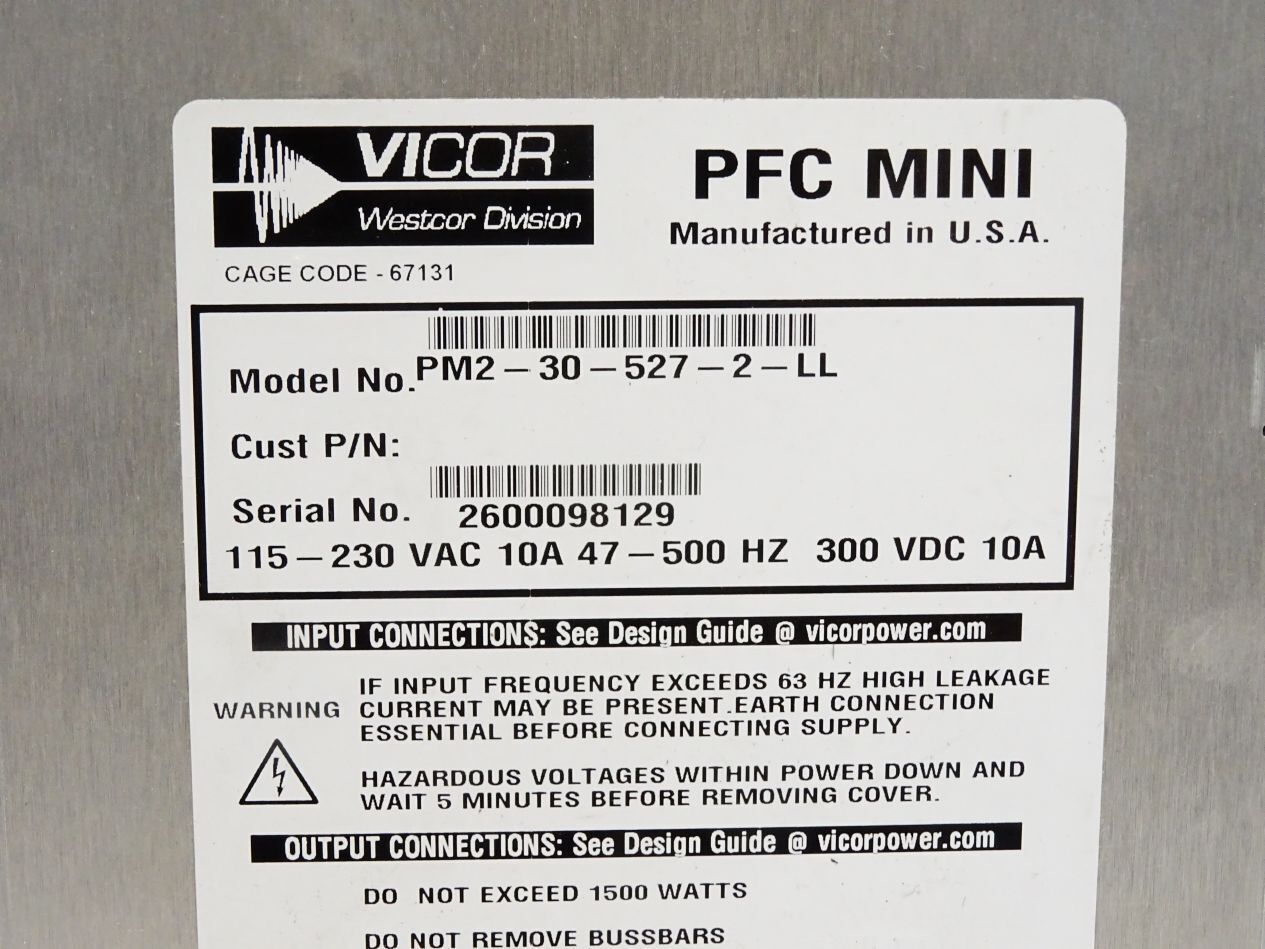 VICOR
Westcor Division
PFC MINI
Manufactured in U.S.A.
CAGE CODE - 67131
Model No. PM2-30-527-2-LL
Cust P/N:
Serial No. 2600098129
115-230 VAC 10A 47-500 HZ 300 VDC 10A
INPUT CONNECTIONS: See Design Guide @ vicorpower.com
WARNING
IF INPUT FREQUENCY EXCEEDS 63 HZ HIGH LEAKAGE
CURRENT MAY BE PRESENT.EARTH CONNECTION
ESSENTIAL BEFORE CONNECTING SUPPLY.
HAZARDOUS VOLTAGES WITHIN POWER DOWN AND
WAIT 5 MINUTES BEFORE REMOVING COVER.
OUTPUT CONNECTIONS: See Design Guide @ vicorpower.com
DO NOT EXCEED 1500 WATTS
DO NOT REMOVE BUSSBARS